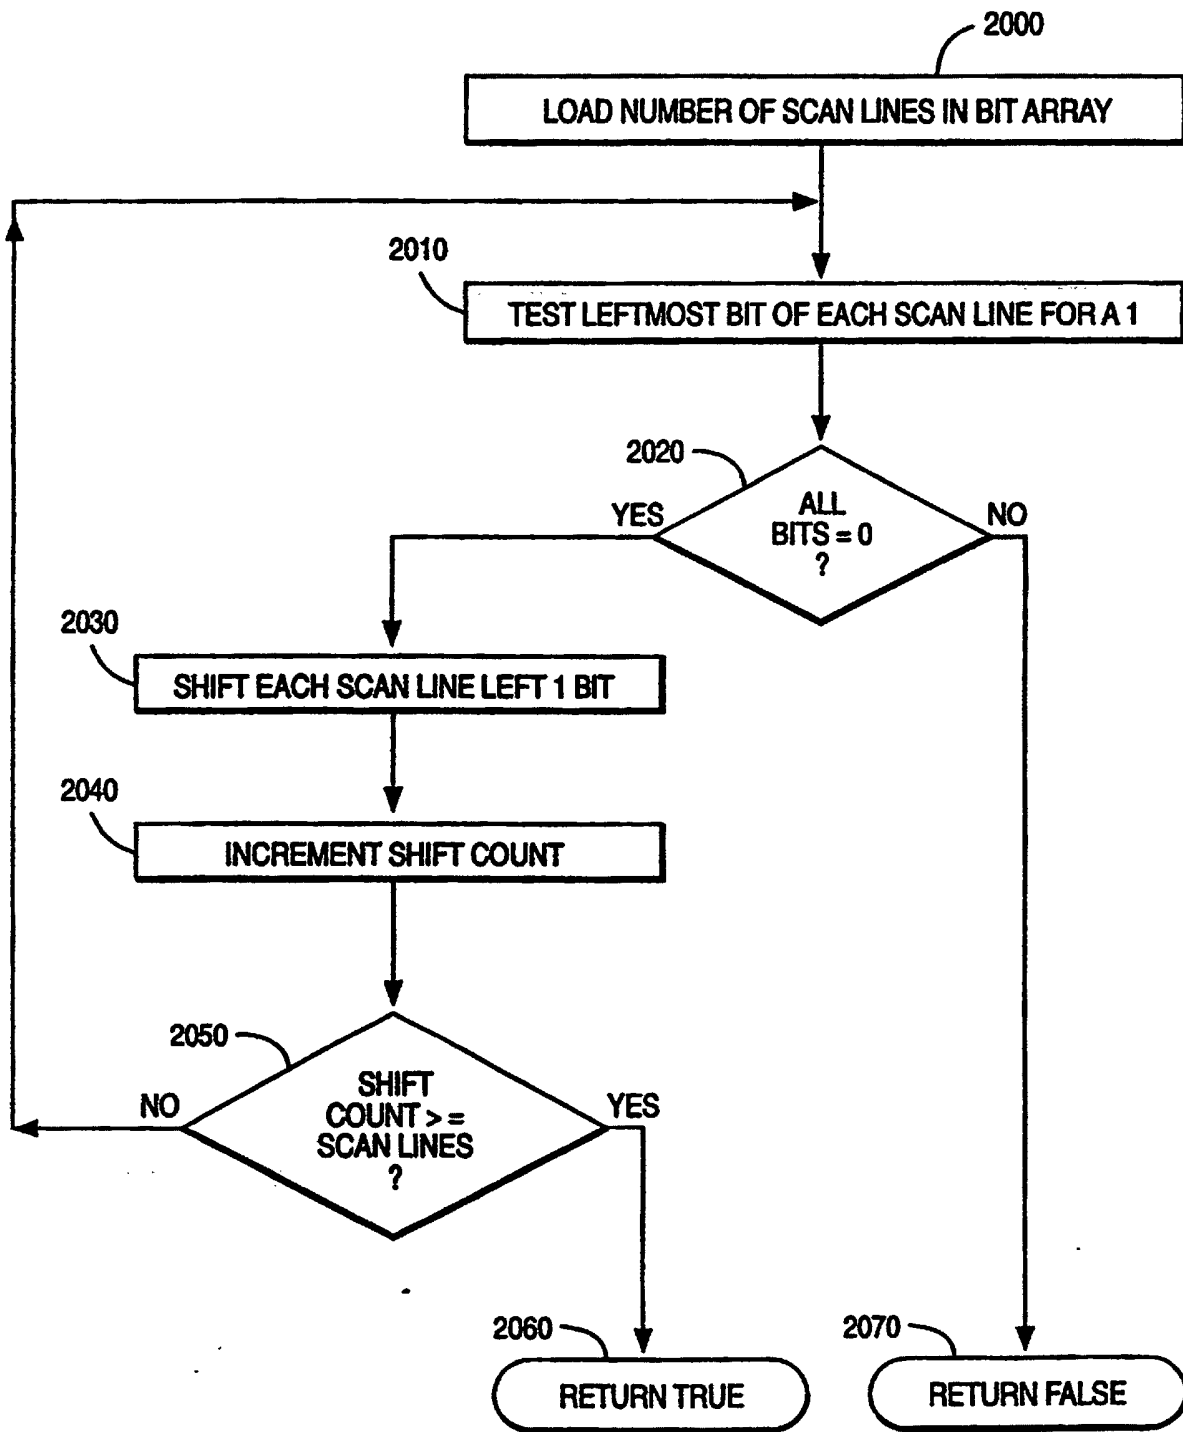 2000
LOAD NUMBER OF SCAN LINES IN BIT ARRAY
2010
TEST LEFTMOST BIT OF EACH SCAN LINE FOR A 1
2020
ALL
BITS = 0
?
YES
NO
2030
SHIFT EACH SCAN LINE LEFT 1 BIT
2040
INCREMENT SHIFT COUNT
2050
SHIFT
COUNT > =
SCAN LINES
?
NO
YES
2060
RETURN TRUE
2070
RETURN FALSE